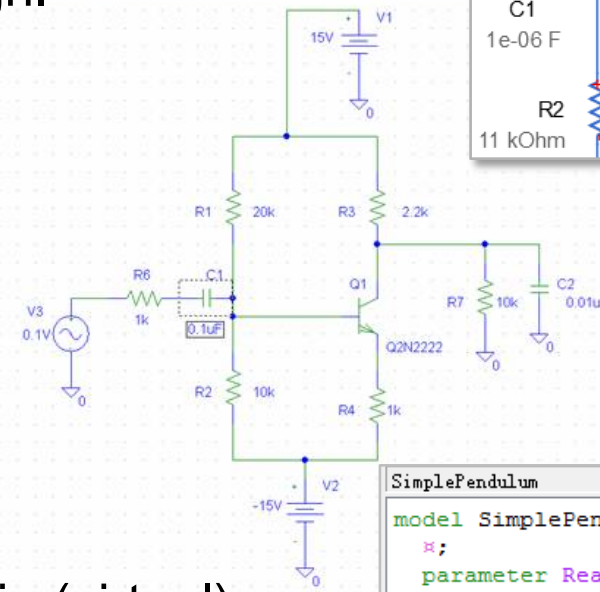 V1
15V
0
C1
1e-06 F
R2
11 kOhm
R1 20k
R3 2.2k
R6
1k
C1
0.1uF
V3
0.1V
0
Q1
Q2N2222
R7 10k
C2
0.01u
0
0
R2 10k
R4 1k
V2
-15V
0
SimplePendulum
model SimplePen
¤;
parameter Rea